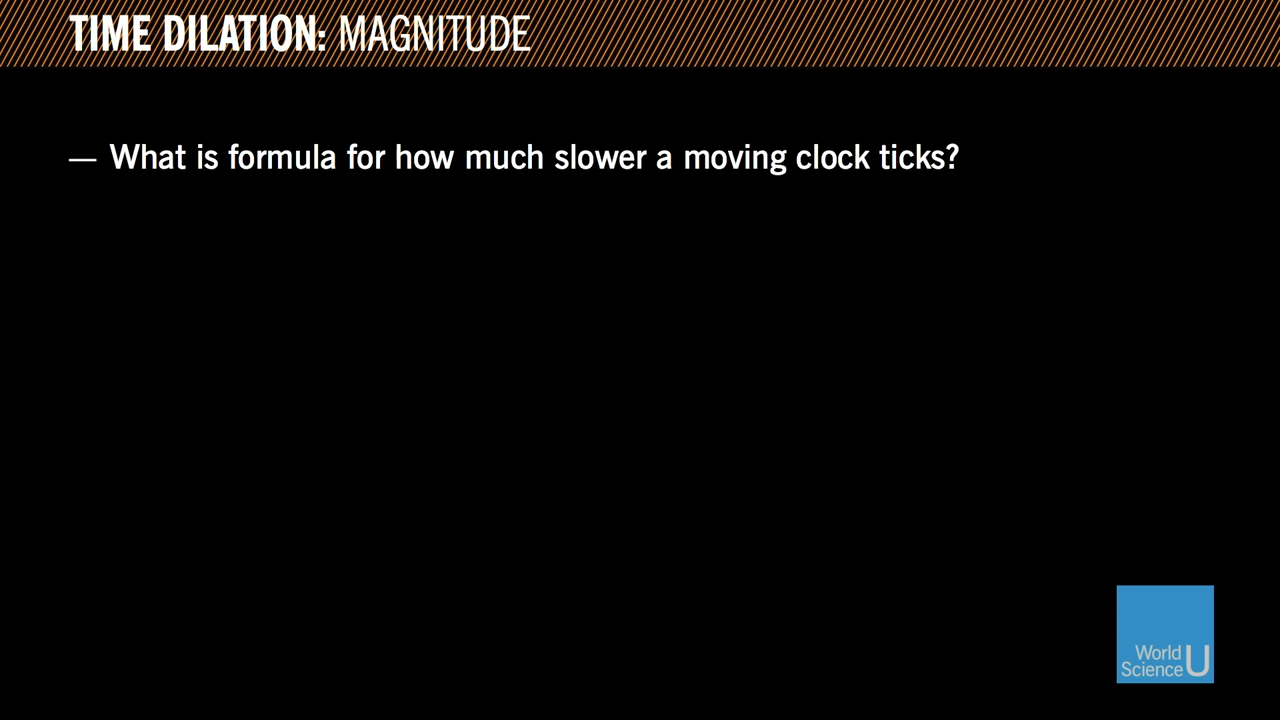 TIME DILATION: MAGNITUDE
— What is formula for how much slower a moving clock ticks?
World
Science U